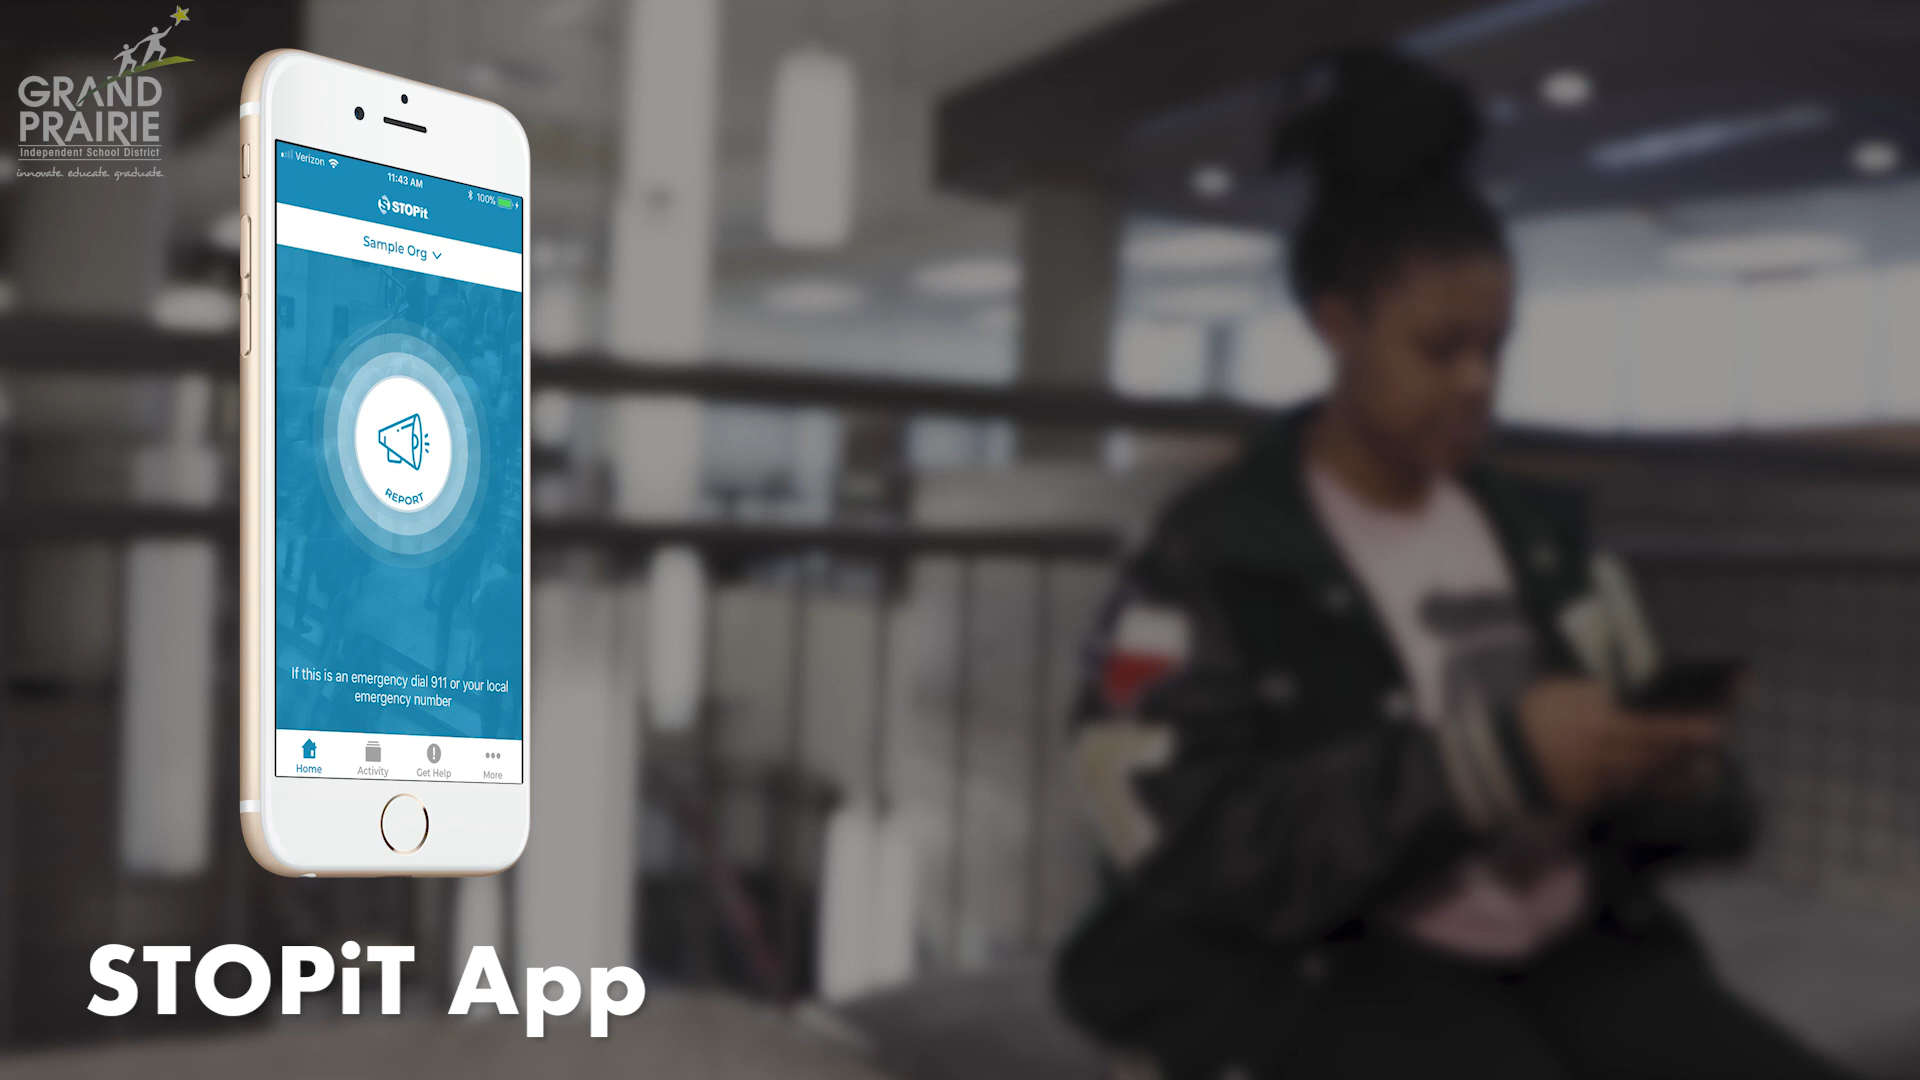 GRAND
PRAIRIE
Independent School District
innovate. educate. graduate.
Verizon
11:43 AM
100%
STOPit
Sample Org
REPORT
If this is an emergency dial 911 or your local
emergency number
Home
Activity
Get Help
More
STOPiT App